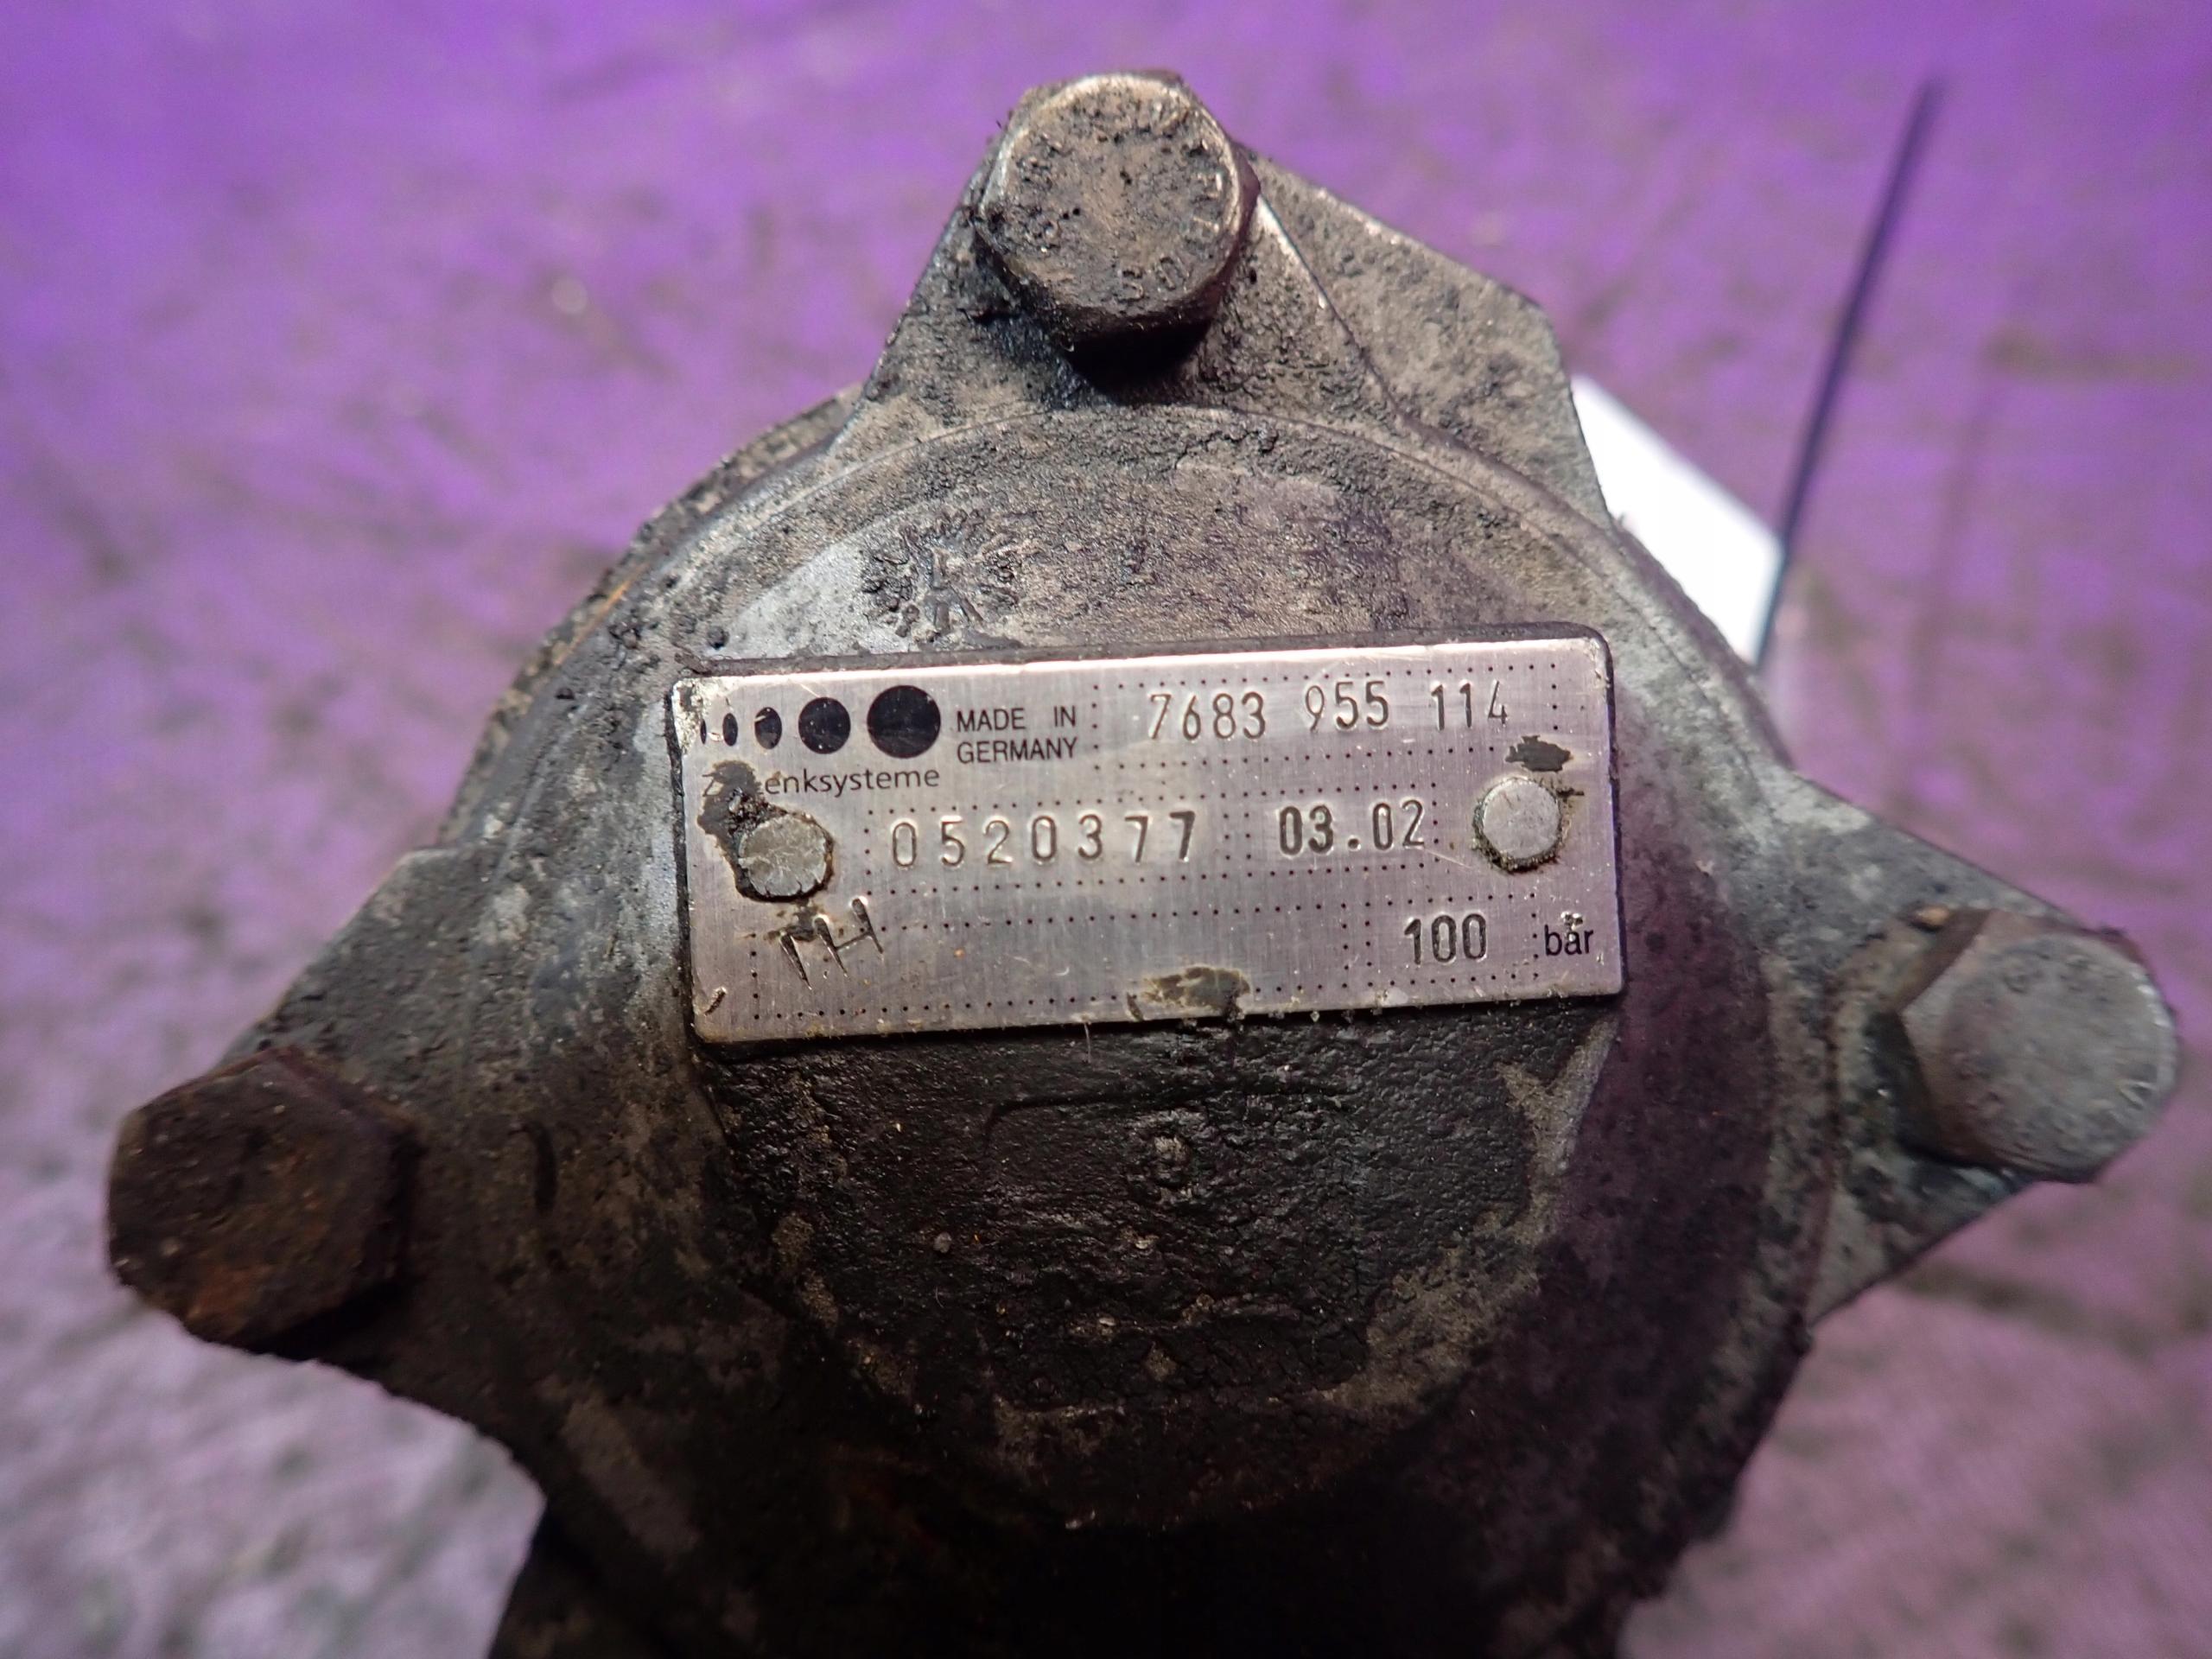 MADE IN
GERMANY
7683 955 114
enksysteme
0520377 03.02
100 bar